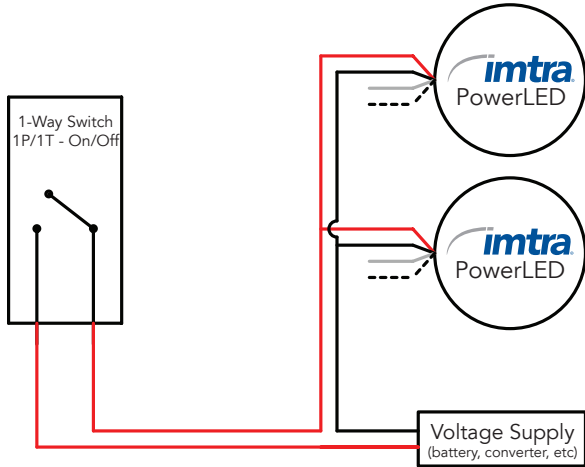 imtra
PowerLED
1-Way Switch
1P/1T - On/Off
imtra
PowerLED
Voltage Supply
(battery, converter, etc)